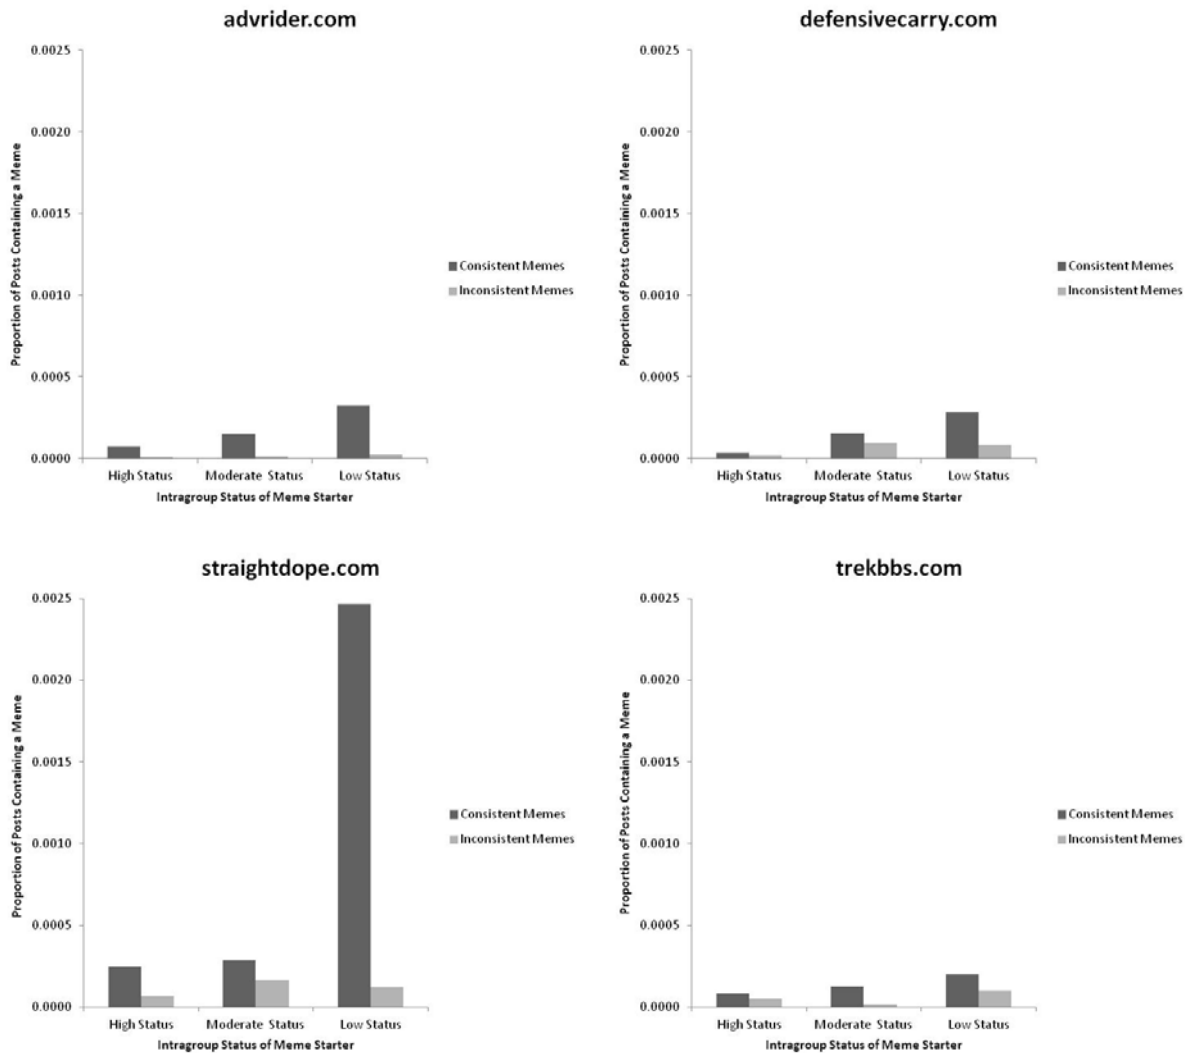 advrider.com
0.0025
0.0020
0.0015
0.0010
0.0005
0.0000
Proportion of Posts Containing a Meme
High Status
Moderate Status
Low Status
Intragroup Status of Meme Starter
Consistent Memes
Inconsistent Memes
defensivecarry.com
0.0025
0.0020
0.0015
0.0010
0.0005
0.0000
Proportion of Posts Containing a Meme
High Status
Moderate Status
Low Status
Intragroup Status of Meme Starter
Consistent Memes
Inconsistent Memes
straightdope.com
0.0025
0.0020
0.0015
0.0010
0.0005
0.0000
Proportion of Posts Containing a Meme
High Status
Moderate Status
Low Status
Intragroup Status of Meme Starter
Consistent Memes
Inconsistent Memes
trekbbs.com
0.0025
0.0020
0.0015
0.0010
0.0005
0.0000
Proportion of Posts Containing a Meme
High Status
Moderate Status
Low Status
Intragroup Status of Meme Starter
Consistent Memes
Inconsistent Memes